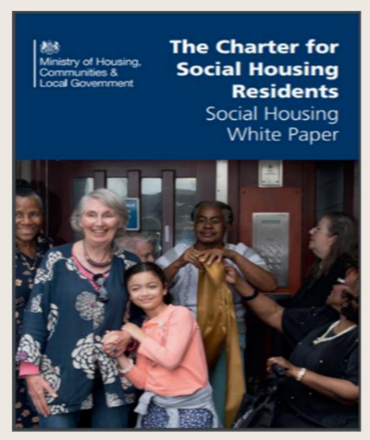 Ministry of Housing,
Communities &
Local Government
The Charter for
Social Housing
Residents
Social Housing
White Paper